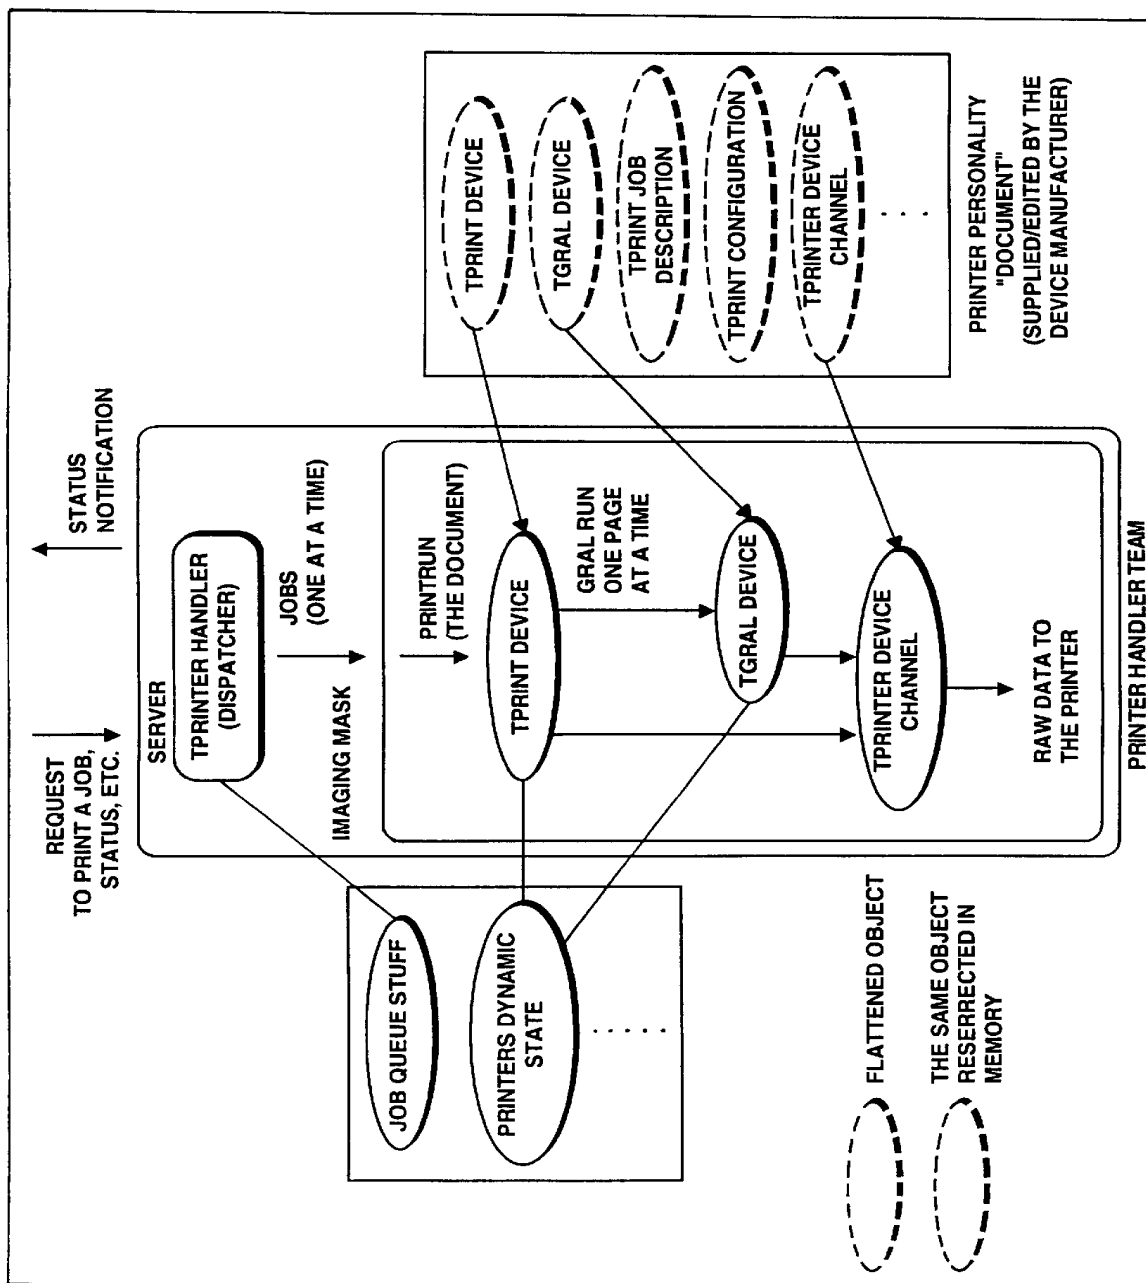 REQUEST
TO PRINT A JOB,
STATUS, ETC.
STATUS
NOTIFICATION
SERVER
TPRINTER HANDLER
(DISPATCHER)
JOBS
(ONE AT A TIME)
IMAGING MASK
PRINTRUN
(THE DOCUMENT)
TPRINT DEVICE
GRAL RUN
ONE PAGE
AT A TIME
TGRAL DEVICE
TPRINTER DEVICE
CHANNEL
RAW DATA TO
THE PRINTER
PRINTER HANDLER TEAM
JOB QUEUE STUFF
PRINTERS DYNAMIC
STATE
. . . . . .
TPRINT DEVICE
TGRAL DEVICE
TPRINT JOB
DESCRIPTION
TPRINT CONFIGURATION
TPRINTER DEVICE
CHANNEL
. . . .
PRINTER PERSONALITY
"DOCUMENT"
(SUPPLIED/EDITED BY THE
DEVICE MANUFACTURER)
FLATTENED OBJECT
THE SAME OBJECT
RESERRECTED IN
MEMORY